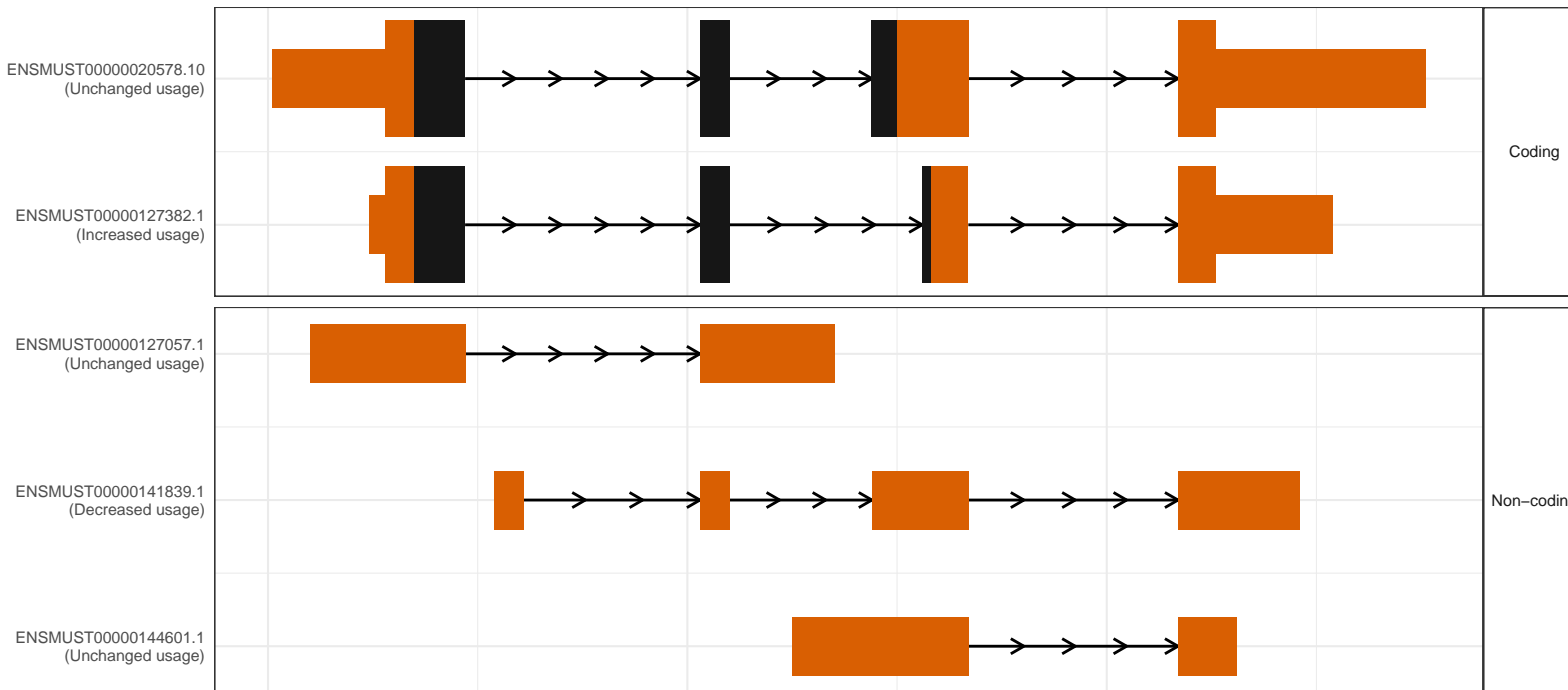 ENSMUST00000020578.10
(Unchanged usage)
Coding
ENSMUST00000127382.1
(Increased usage)
ENSMUST00000127057.1
(Unchanged usage)
ENSMUST00000141839.1
(Decreased usage)
Non−codin
ENSMUST00000144601.1
(Unchanged usage)